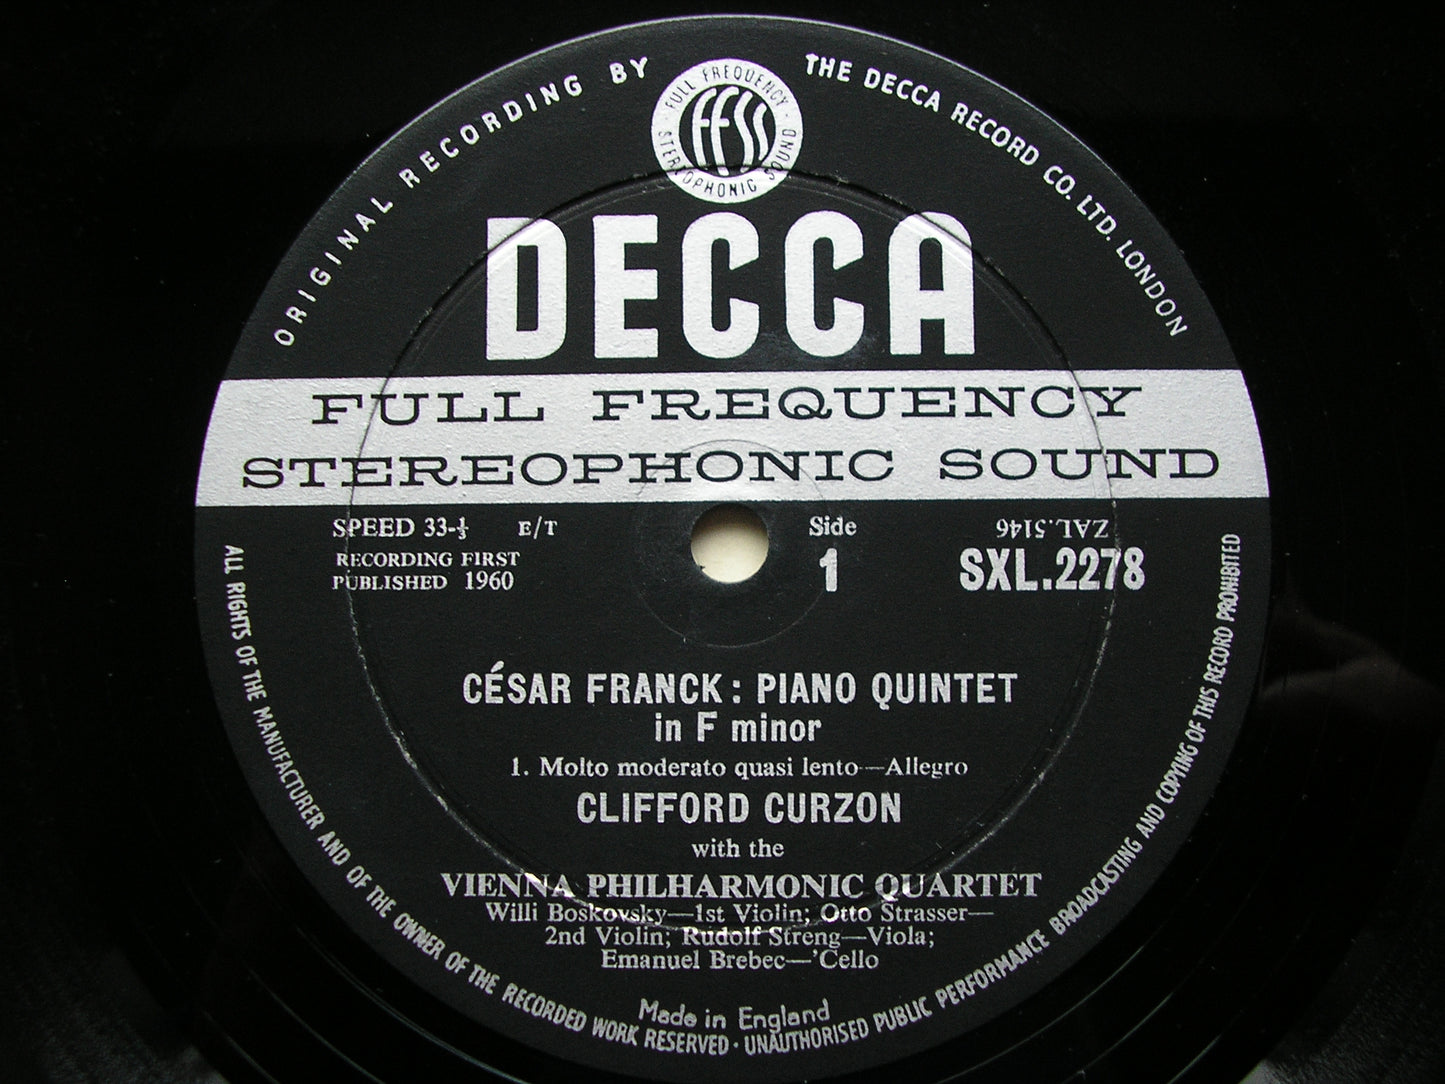 ORIGINAL RECORDING BY
THE DECCA RECORD CO. LTD. LONDON
FULL FREQUENCY
FFSS
STEREOPHONIC SOUND
DECCA
FULL FREQUENCY
STEREOPHONIC SOUND
SPEED 33-⅓ E/T
RECORDING FIRST
PUBLISHED 1960
Side
1
ZAL.5146
SXL.2278
CÉSAR FRANCK : PIANO QUINTET
in F minor
1. Molto moderato quasi lento—Allegro
CLIFFORD CURZON
with the
VIENNA PHILHARMONIC QUARTET
Willi Boskovsky—1st Violin; Otto Strasser—
2nd Violin; Rudolf Streng—Viola;
Emanuel Brebec—'Cello
Made in England
ALL RIGHTS OF THE MANUFACTURER AND OF THE OWNER OF THE RECORDED WORK RESERVED · UNAUTHORISED PUBLIC PERFORMANCE BROADCASTING AND COPYING OF THIS RECORD PROHIBITED